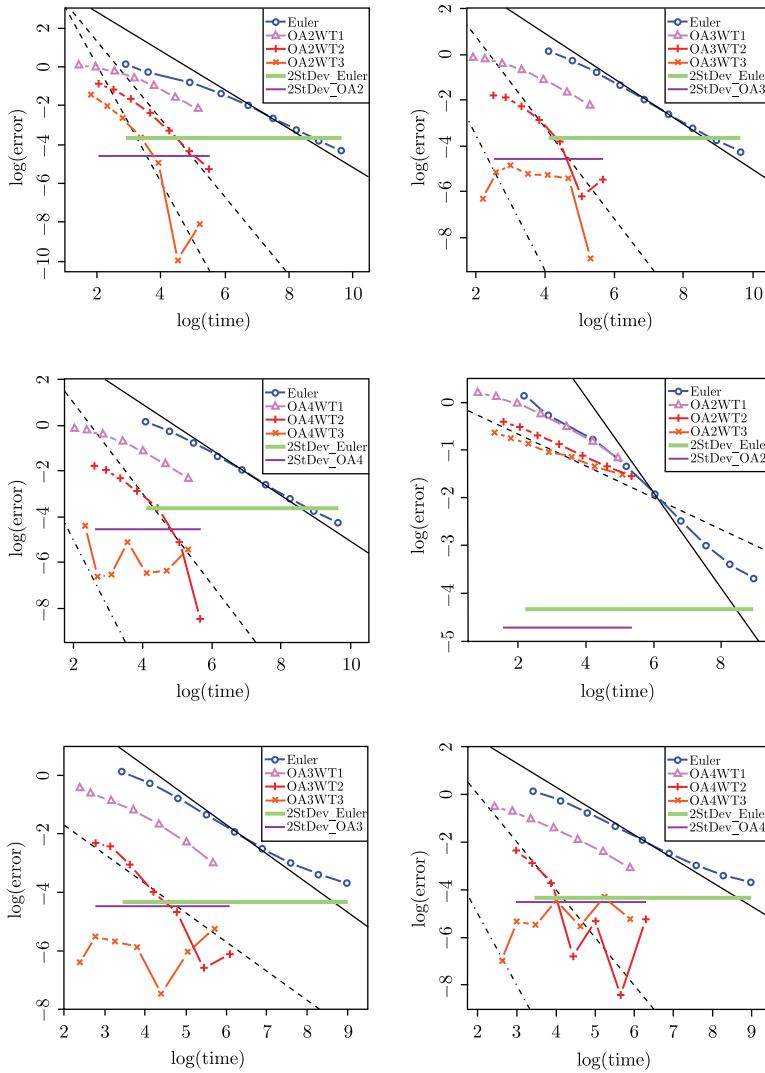 Euler
OA2WT1
OA2WT2
OA2WT3
2StDev_Euler
2StDev_OA2
log(error)
2
0
−2
−4
−6
−8
−10
2 4 6 8 10
log(time)
Euler
OA3WT1
OA3WT2
OA3WT3
2StDev_Euler
2StDev_OA3
log(error)
2
0
−2
−4
−6
−8
2 4 6 8 10
log(time)
Euler
OA4WT1
OA4WT2
OA4WT3
2StDev_Euler
2StDev_OA4
log(error)
2
0
−2
−4
−6
−8
2 4 6 8 10
log(time)
Euler
OA2WT1
OA2WT2
OA2WT3
2StDev_Euler
2StDev_OA2
log(error)
0
−1
−2
−3
−4
−5
2 4 6 8
log(time)
Euler
OA3WT1
OA3WT2
OA3WT3
2StDev_Euler
2StDev_OA3
log(error)
0
−2
−4
−6
−8
2 3 4 5 6 7 8 9
log(time)
Euler
OA4WT1
OA4WT2
OA4WT3
2StDev_Euler
2StDev_OA4
log(error)
2
0
−2
−4
−6
−8
2 3 4 5 6 7 8 9
log(time)